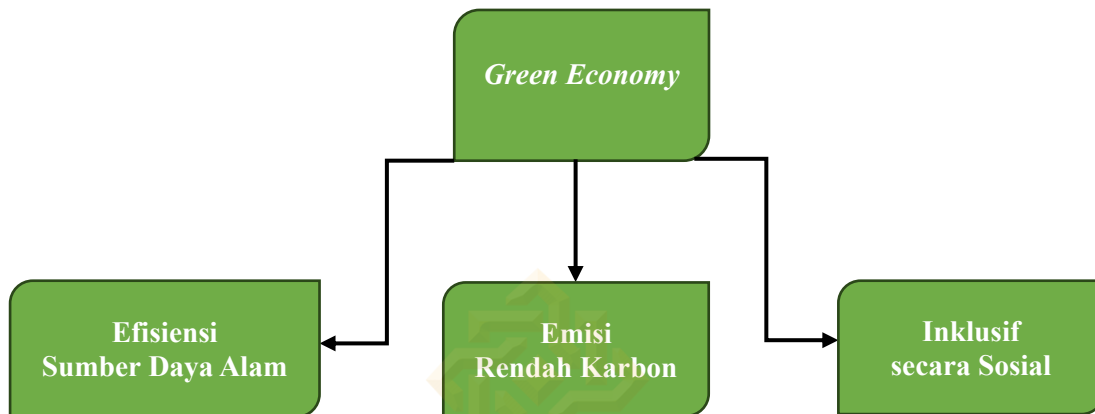 Green Economy
Efisiensi
Sumber Daya Alam
Emisi
Rendah Karbon
Inklusif
secara Sosial